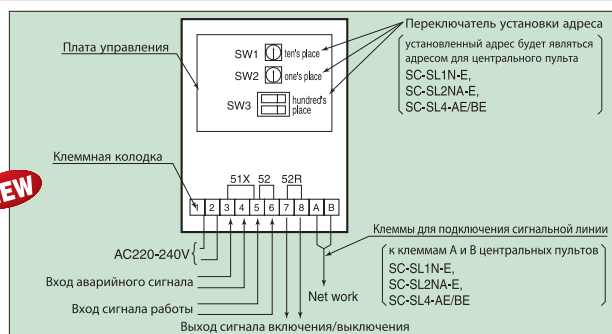 Переключатель установки адреса
Плата управления
SW1 ten's place
SW2 one's place
SW3 hundred's place
установленный адрес будет являться
адресом для центрального пульта
SC-SL1N-E,
SC-SL2NA-E,
SC-SL4-AE/BE
Клеммная колодка
EW
51X 52 52R
1 2 3 4 5 6 7 8 A B
AC220-240V
Вход аварийного сигнала
Вход сигнала работы
Выход сигнала включения/выключения
Net work
Клеммы для подключения сигнальной линии
к клеммам А и В центральных пультов
SC-SL1N-E,
SC-SL2NA-E,
SC-SL4-AE/BE